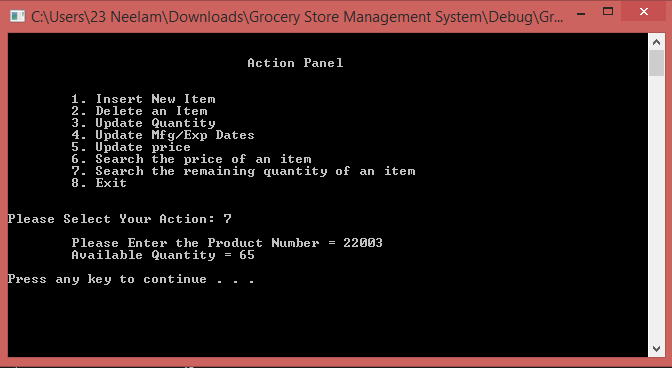 C:\Users\23 Neelam\Downloads\Grocery Store Management System\Debug\Gr...
Action Panel
1. Insert New Item
2. Delete an Item
3. Update Quantity
4. Update Mfg/Exp Dates
5. Update price
6. Search the price of an item
7. Search the remaining quantity of an item
8. Exit
Please Select Your Action: 7
Please Enter the Product Number = 22003
Available Quantity = 65
Press any key to continue . . .